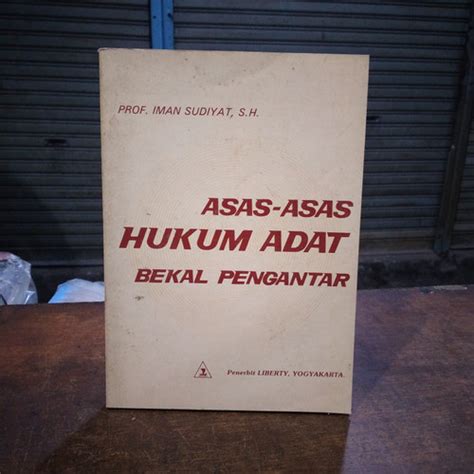 PROF. IMAN SUDIYAT, S.H.
ASAS-ASAS
HUKUM ADAT
BEKAL PENGANTAR
Penerbit LIBERTY, YOGYAKARTA.